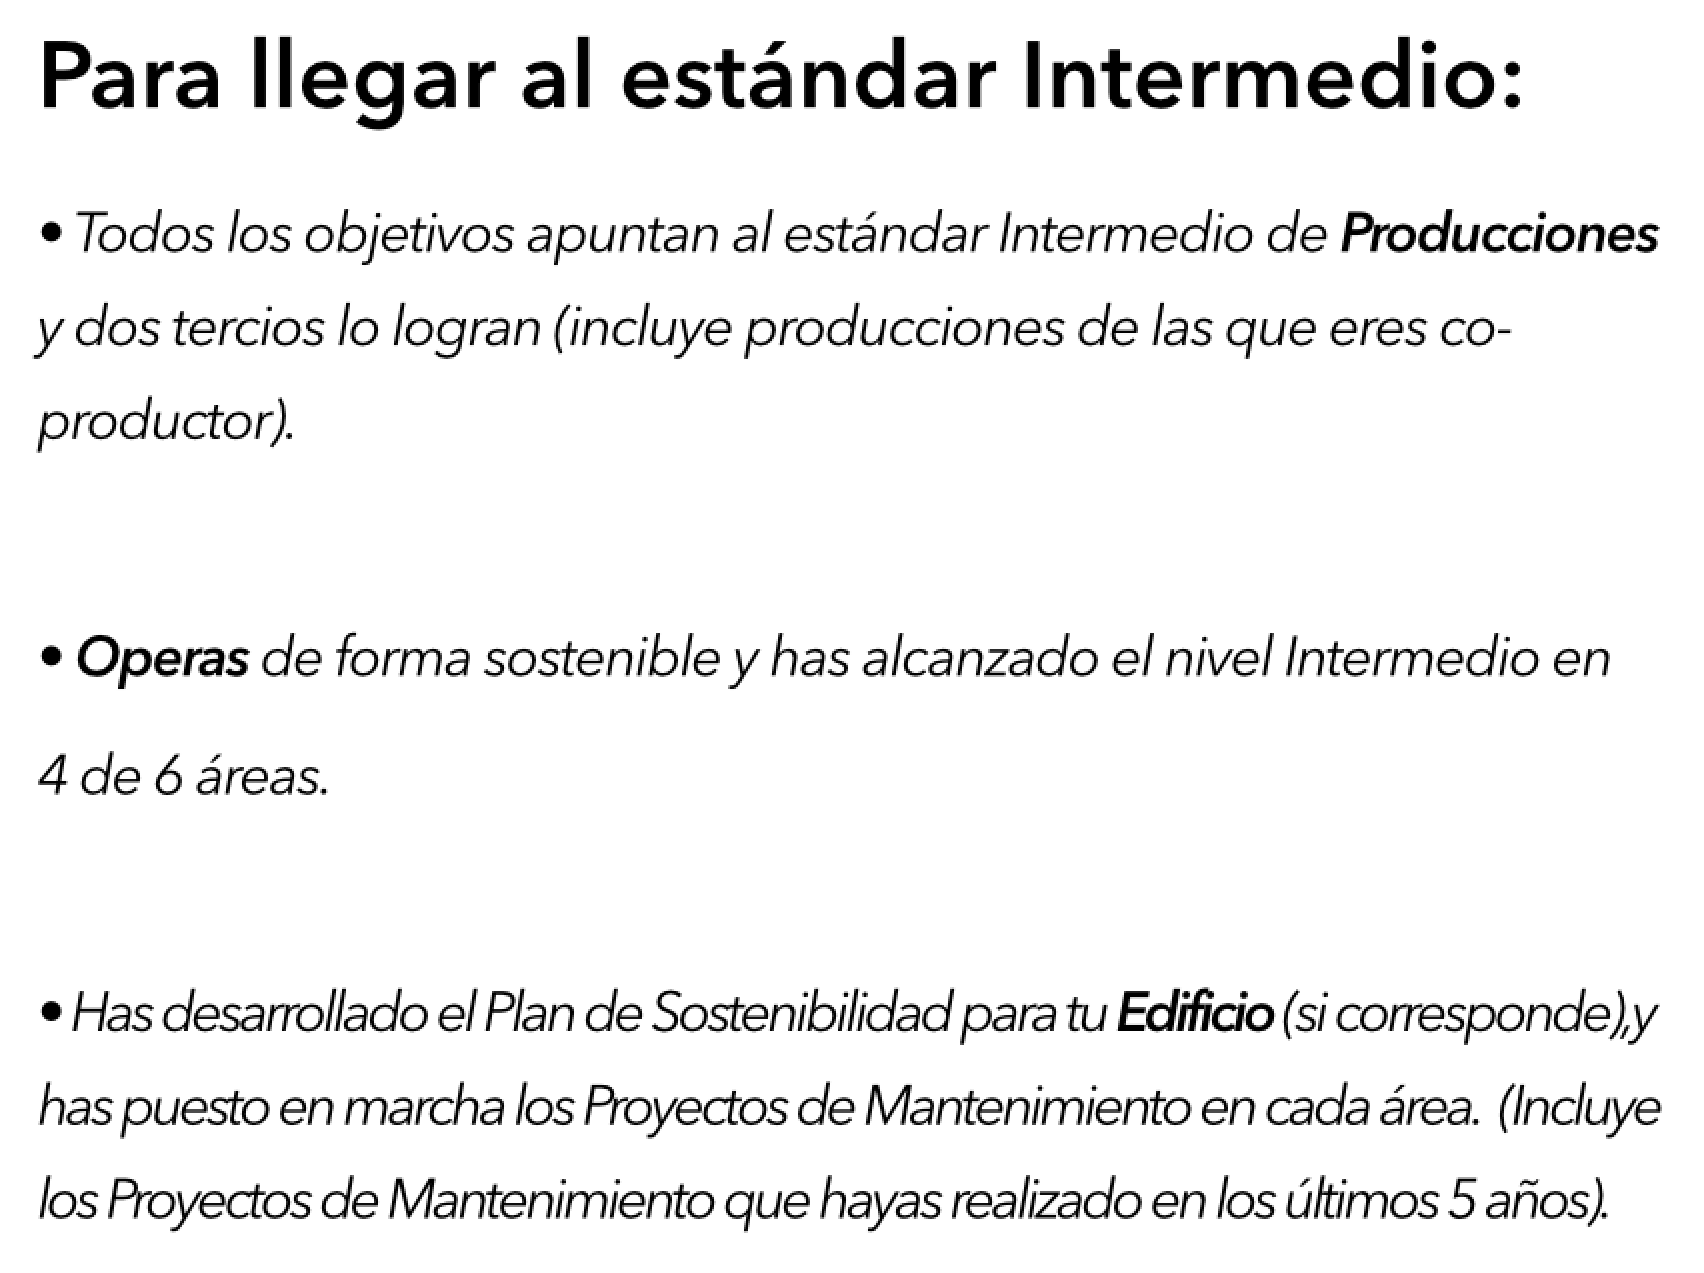 Para llegar al estándar Intermedio:
• Todos los objetivos apuntan al estándar Intermedio de Producciones
y dos tercios lo logran (incluye producciones de las que eres co-
productor).
• Operas de forma sostenible y has alcanzado el nivel Intermedio en
4 de 6 áreas.
• Has desarrollado el Plan de Sostenibilidad para tu Edificio (si corresponde),y
has puesto en marcha los Proyectos de Mantenimiento en cada área. (Incluye
los Proyectos de Mantenimiento que hayas realizado en los últimos 5 años).